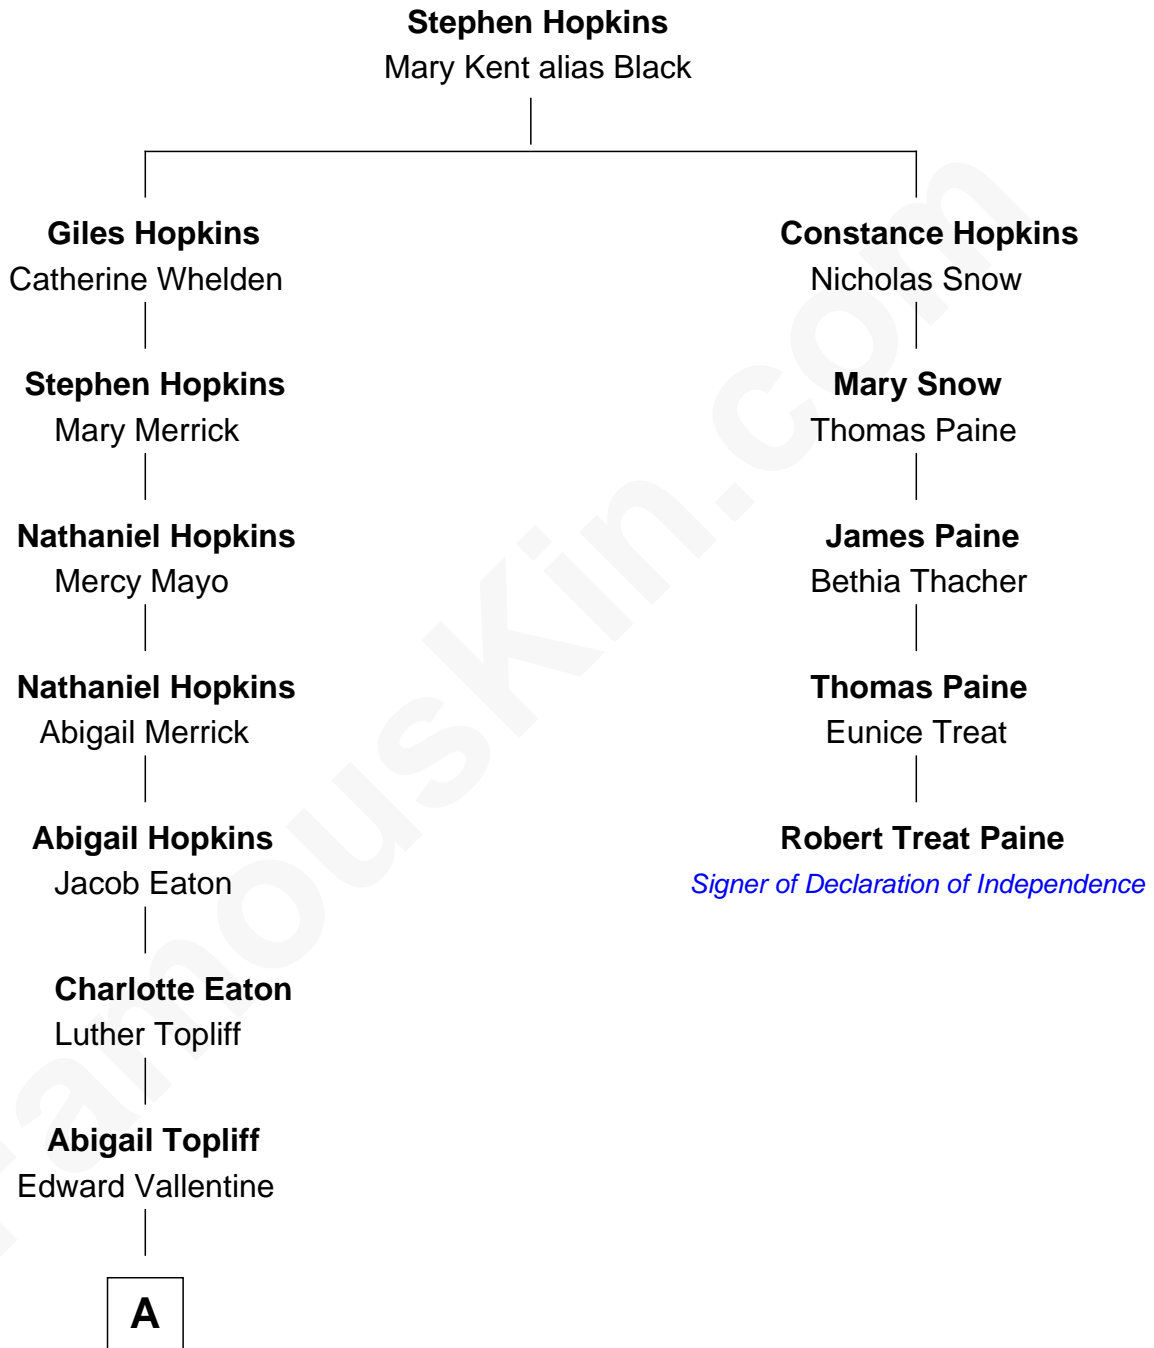 Stephen Hopkins
Mary Kent alias Black
Giles Hopkins
Catherine Whelden
Stephen Hopkins
Mary Merrick
Nathaniel Hopkins
Mercy Mayo
Nathaniel Hopkins
Abigail Merrick
Abigail Hopkins
Jacob Eaton
Charlotte Eaton
Luther Topliff
Abigail Topliff
Edward Vallentine
A
Constance Hopkins
Nicholas Snow
Mary Snow
Thomas Paine
James Paine
Bethia Thacher
Thomas Paine
Eunice Treat
Robert Treat Paine
Signer of Declaration of Independence
FamousKin.com